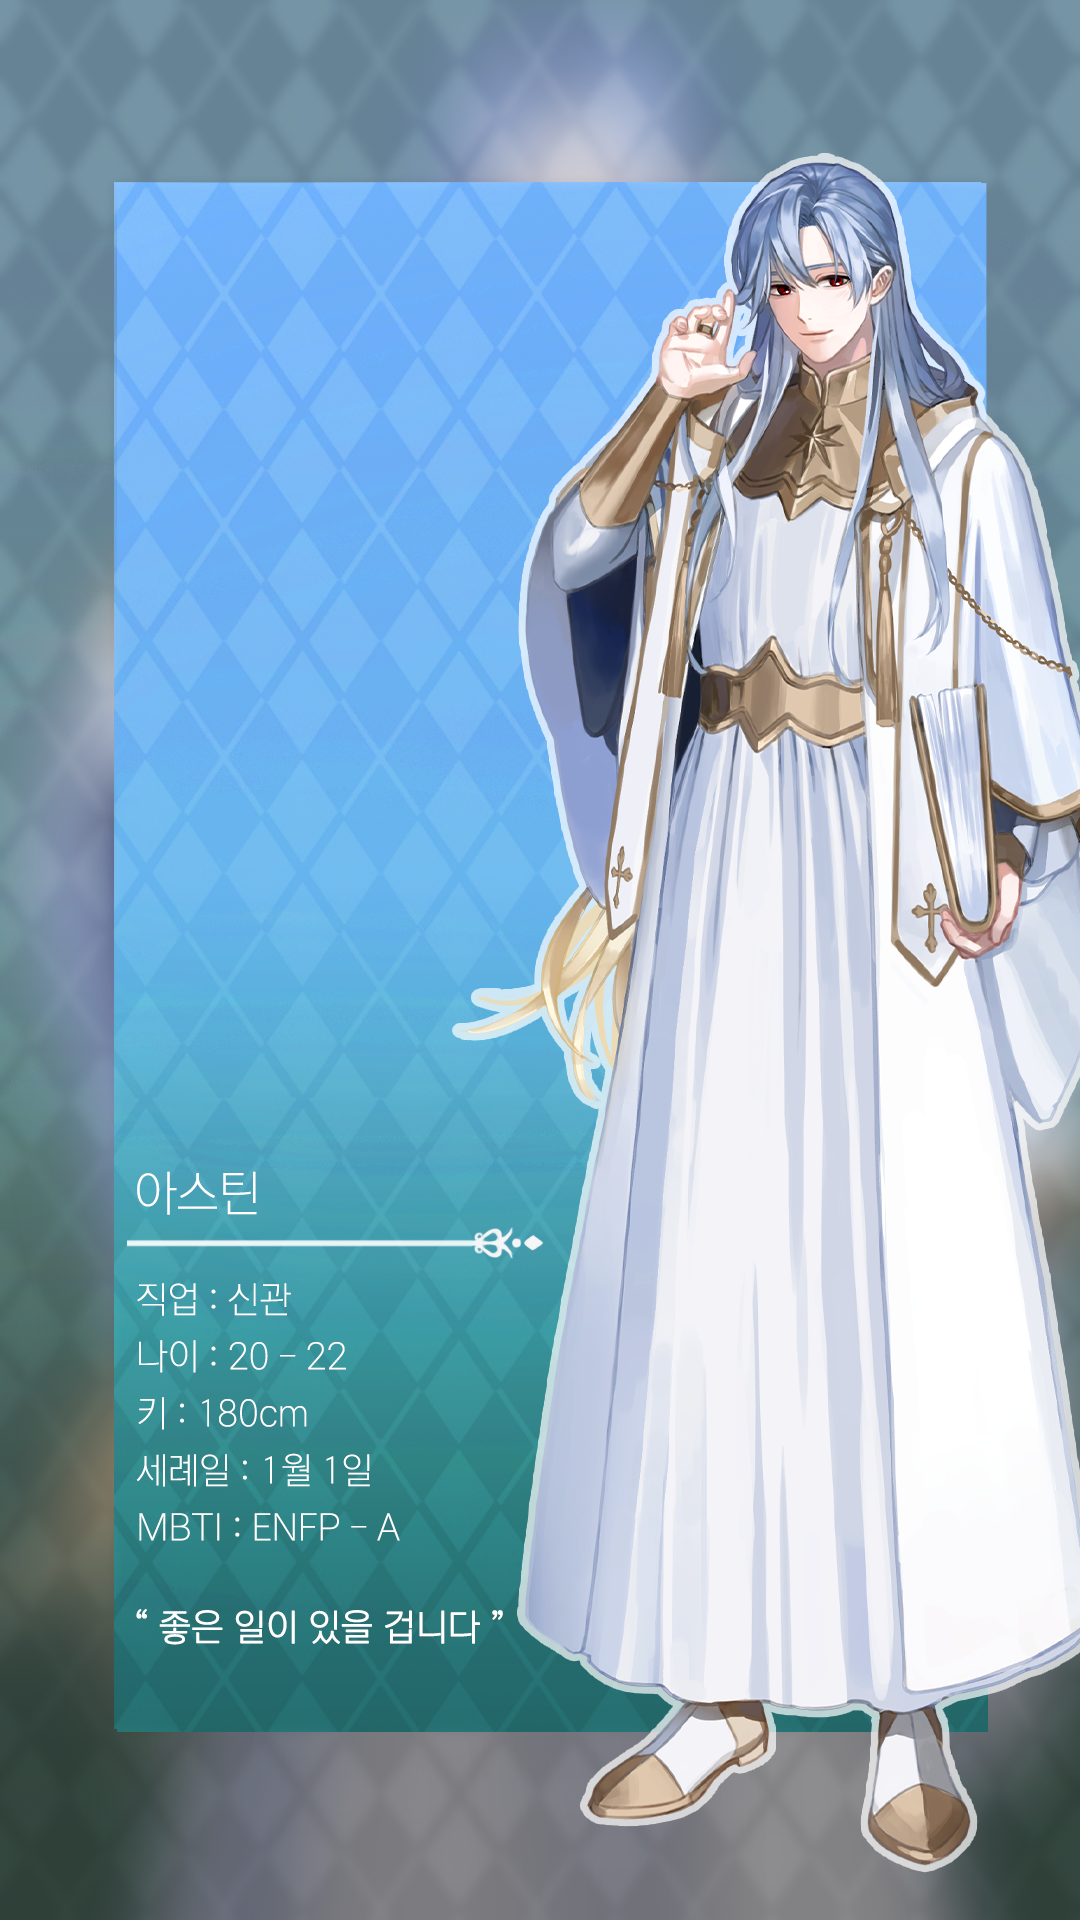 아스틴
직업 : 신관
나이 : 20 - 22
키 : 180cm
세례일 : 1월 1일
MBTI : ENFP - A
“ 좋은 일이 있을 겁니다 ”